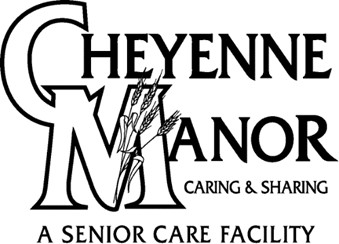 CHEYENNE
MANOR
CARING & SHARING
A SENIOR CARE FACILITY